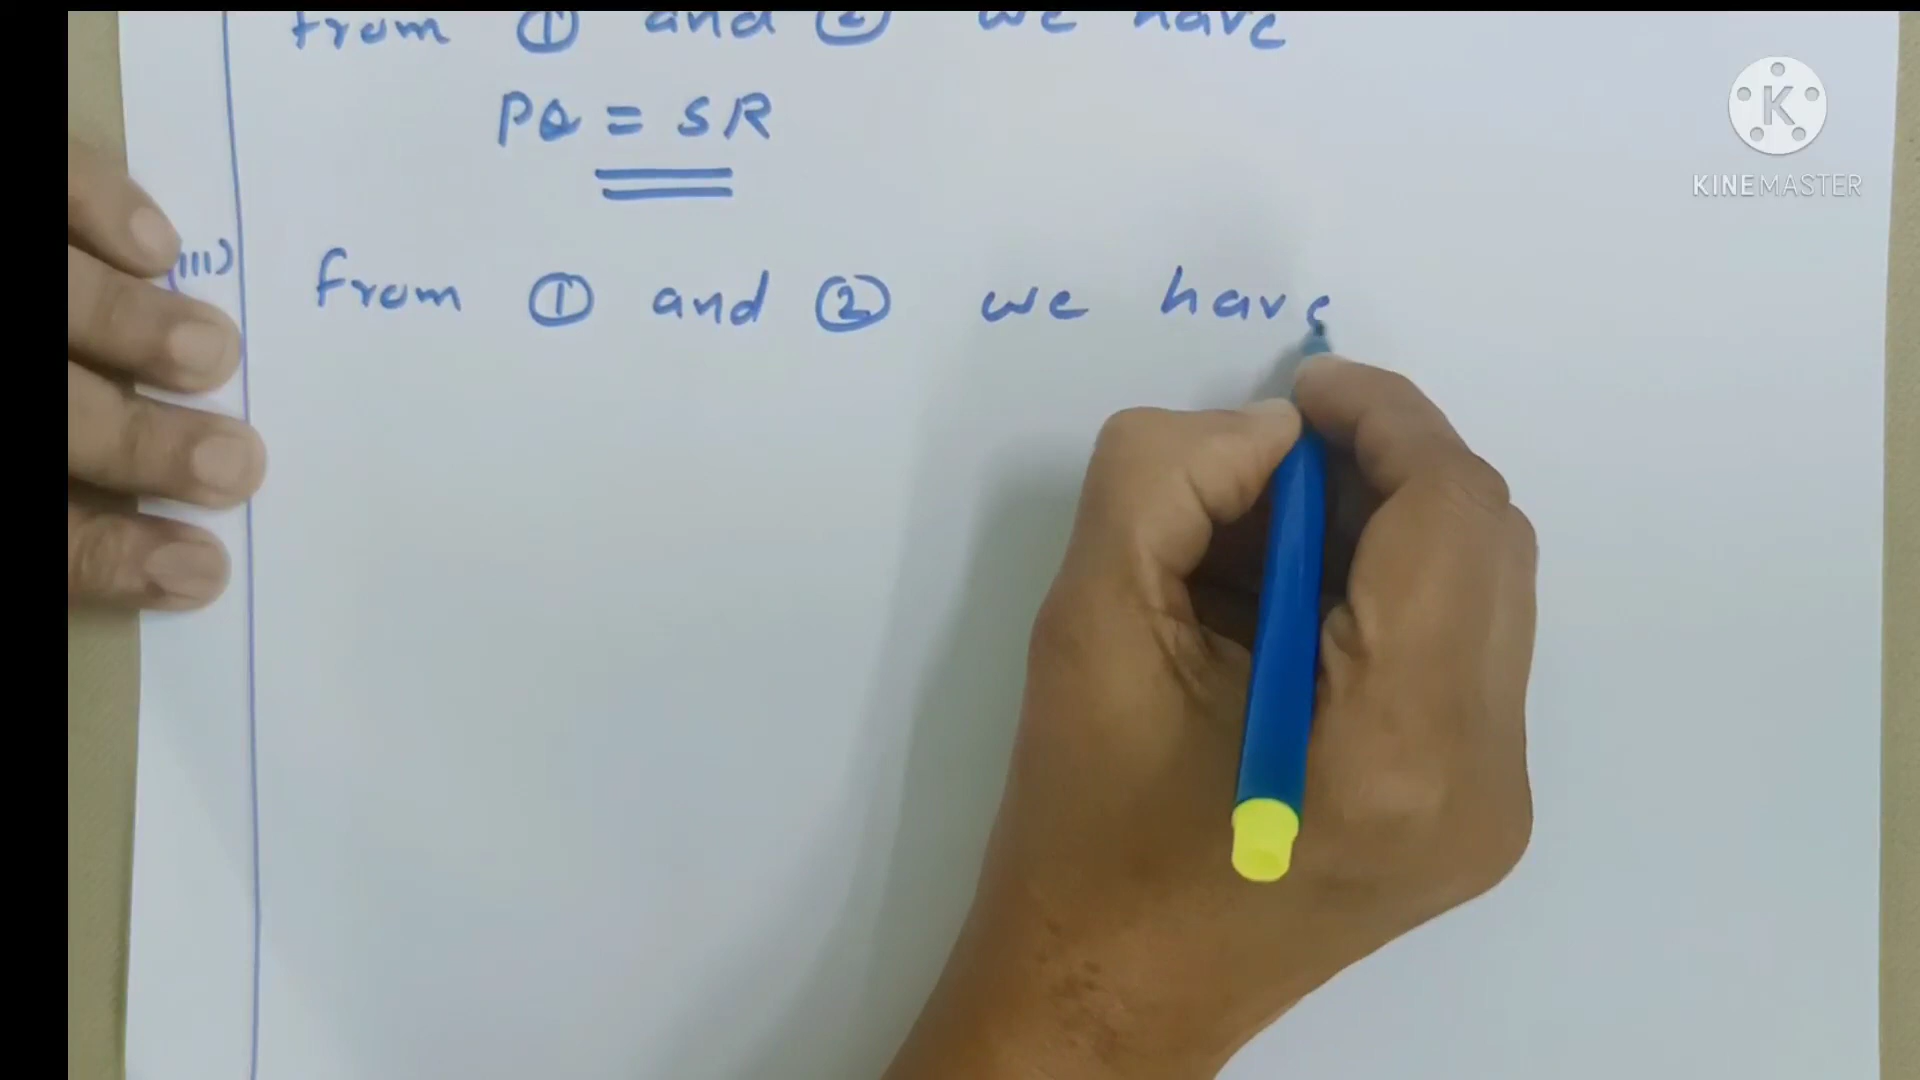 from ① and ② we have
PQ = SR
K
KINEMASTER
(iii) from ① and ② we have